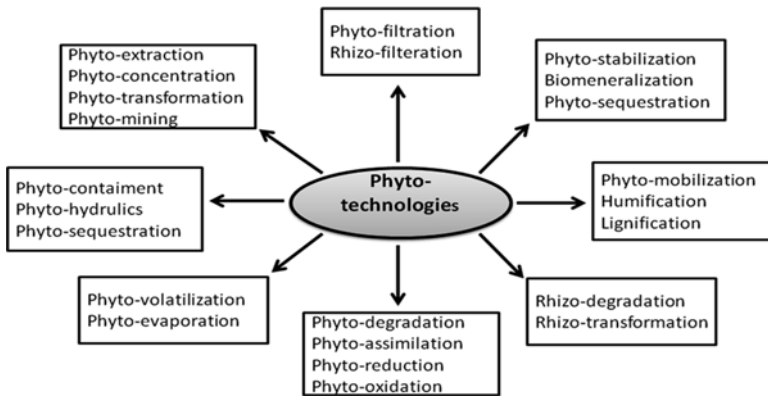 Phyto-filtration
Rhizo-filteration
Phyto-extraction
Phyto-concentration
Phyto-transformation
Phyto-mining
Phyto-stabilization
Biomeneralization
Phyto-sequestration
Phyto-contaiment
Phyto-hydrulics
Phyto-sequestration
Phyto-
technologies
Phyto-mobilization
Humification
Lignification
Phyto-volatilization
Phyto-evaporation
Phyto-degradation
Phyto-assimilation
Phyto-reduction
Phyto-oxidation
Rhizo-degradation
Rhizo-transformation